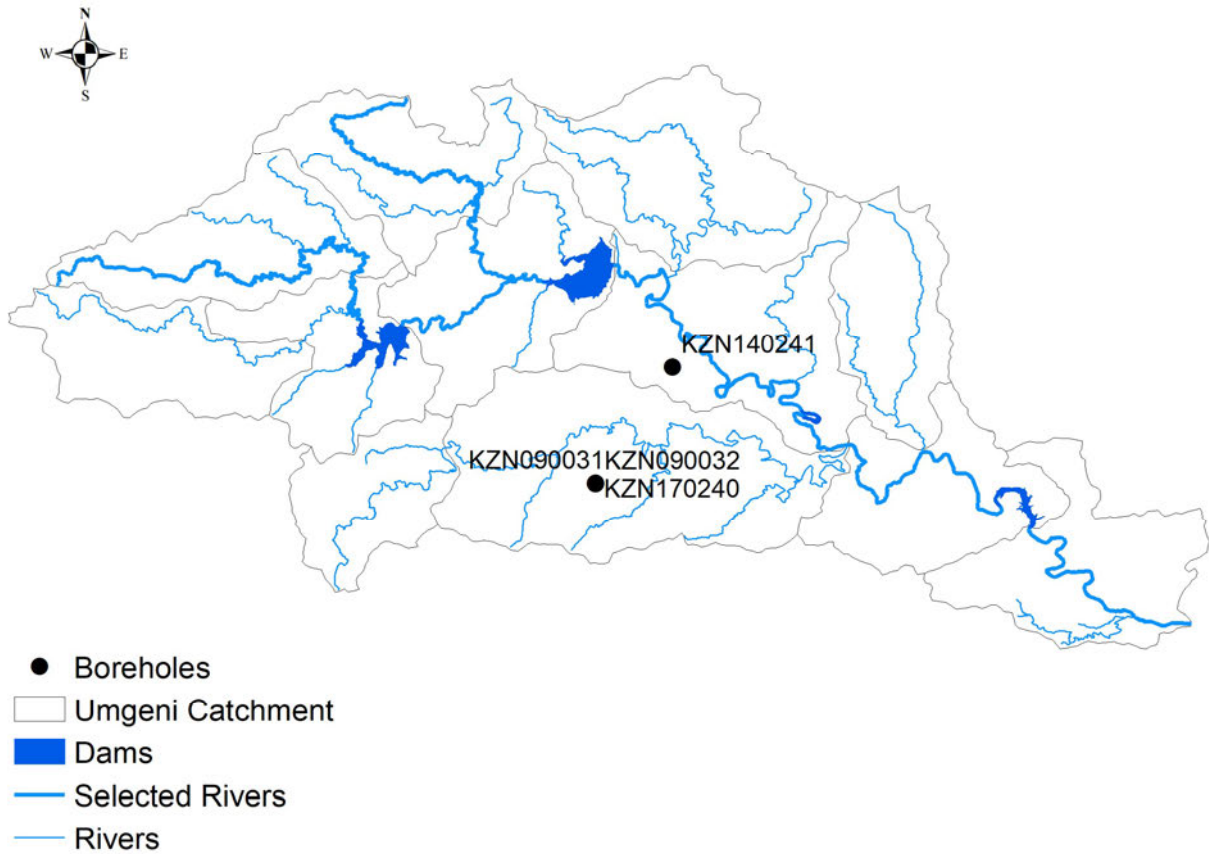 N
W E
S
KZN140241
KZN090031KZN090032
KZN170240
Boreholes
Umgeni Catchment
Dams
Selected Rivers
Rivers